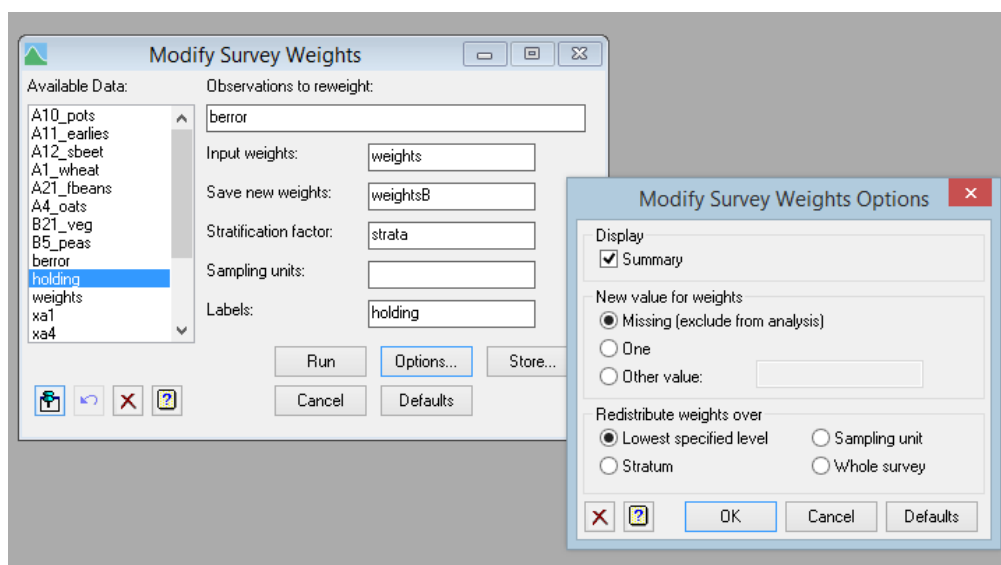 Modify Survey Weights
Available Data:
Observations to reweight:
A10_pots
A11_earlies
A12_sbeet
A1_wheat
A21_fbeans
A4_oats
B21_veg
B5_peas
berror
holding
weights
xa1
xa4
berror
Input weights:
weights
Save new weights:
weightsB
Stratification factor:
strata
Sampling units:
Labels:
holding
Run
Options...
Store...
Cancel
Defaults
Modify Survey Weights Options
Display
Summary
New value for weights
Missing (exclude from analysis)
One
Other value:
Redistribute weights over
Lowest specified level
Sampling unit
Stratum
Whole survey
OK
Cancel
Defaults